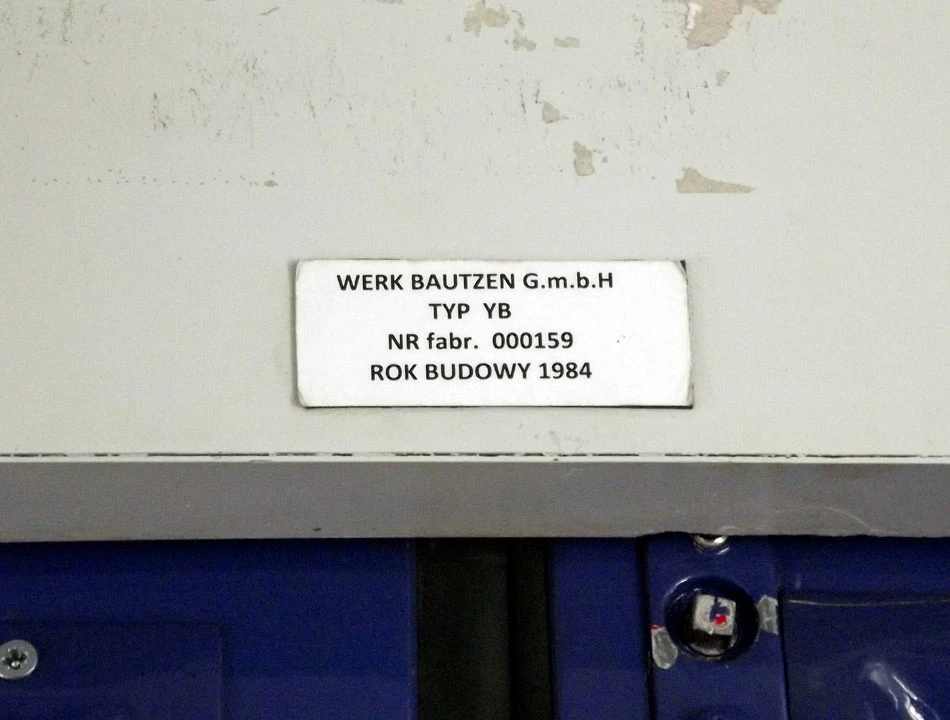 WERK BAUTZEN G.m.b.H
TYP YB
NR fabr. 000159
ROK BUDOWY 1984